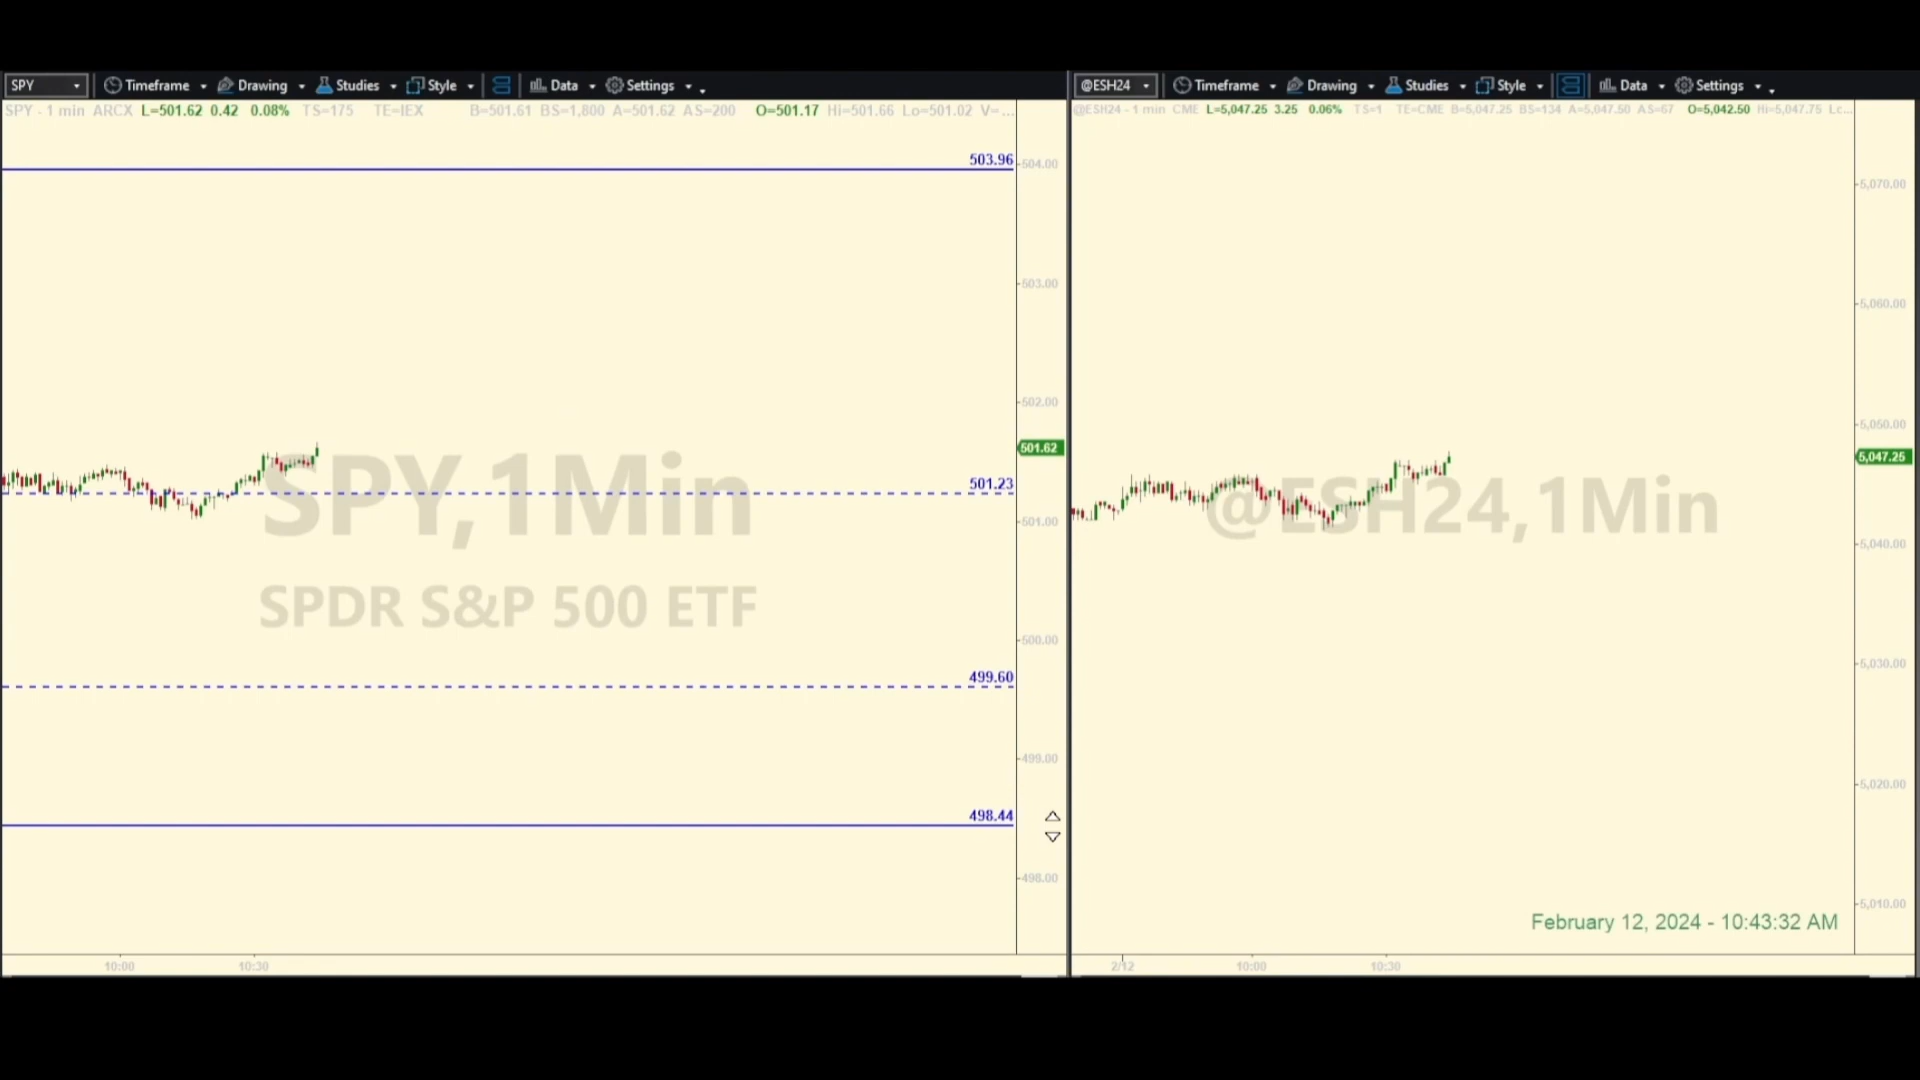 SPY Timeframe Drawing Studies Style Data Settings
SPY - 1 min ARCX L=501.62 0.42 0.08% TS=175 TE=IEX B=501.61 BS=1,800 A=501.62 AS=200 O=501.17 Hi=501.66 Lo=501.02 V=...
503.96
504.00
503.00
502.00
501.62
501.23
501.00
SPY,1Min
SPDR S&P 500 ETF
500.00
499.60
499.00
498.44
498.00
10:00 10:30
@ESH24 Timeframe Drawing Studies Style Data Settings
@ESH24 - 1 min CME L=5,047.25 3.25 0.06% TS=1 TE=CME B=5,047.25 BS=134 A=5,047.50 AS=67 O=5,042.50 Hi=5,047.75 Lo...
5,070.00
5,060.00
5,050.00
5,047.25
@ESH24,1Min
5,040.00
5,030.00
5,020.00
5,010.00
February 12, 2024 - 10:43:32 AM
2/12 10:00 10:30